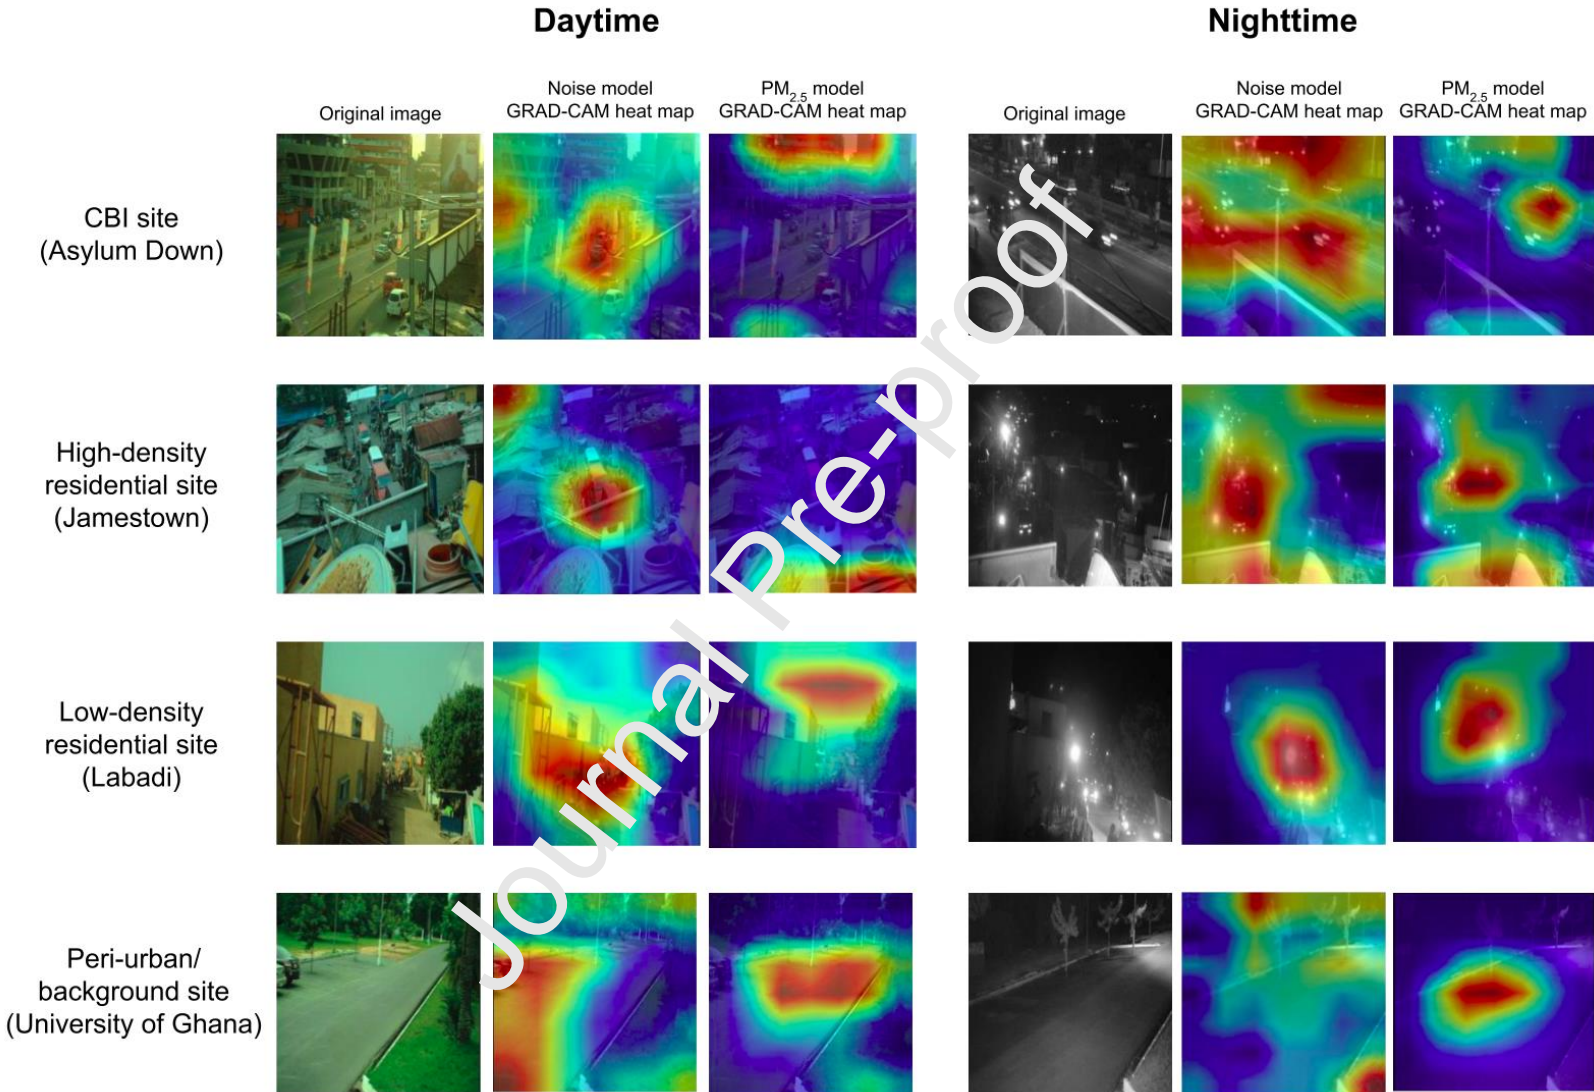 Daytime
Nighttime
Original image
Noise model
GRAD-CAM heat map
PM2.5 model
GRAD-CAM heat map
Original image
Noise model
GRAD-CAM heat map
PM2.5 model
GRAD-CAM heat map
CBI site
(Asylum Down)
High-density
residential site
(Jamestown)
Low-density
residential site
(Labadi)
Peri-urban/
background site
(University of Ghana)
Journal Pre-proof